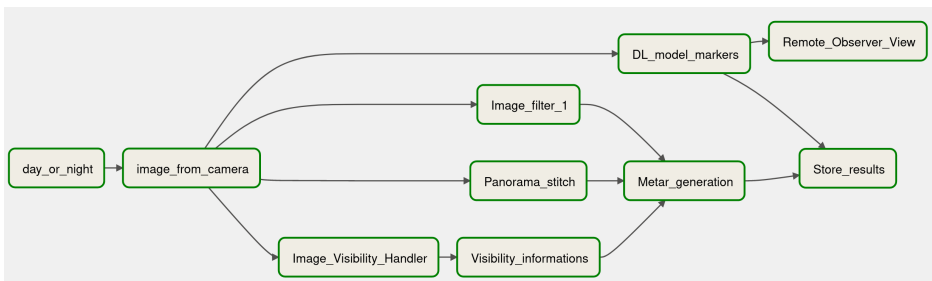 day_or_night
image_from_camera
DL_model_markers
Remote_Observer_View
Image_filter_1
Panorama_stitch
Metar_generation
Store_results
Image_Visibility_Handler
Visibility_informations